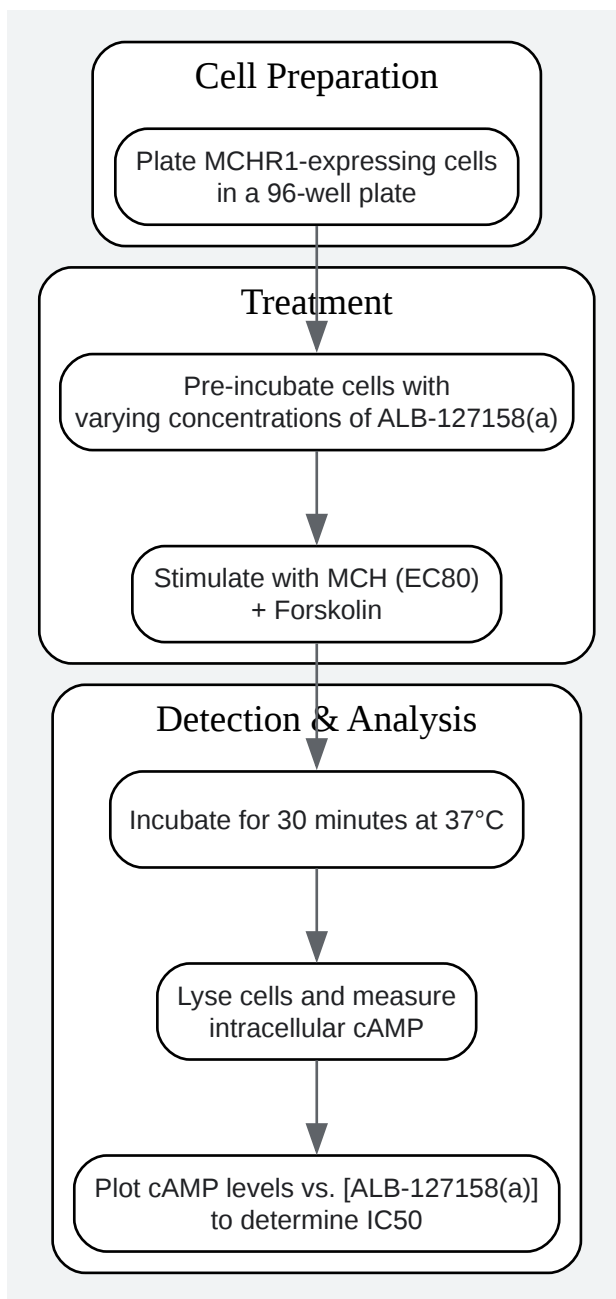 Cell Preparation
Plate MCHR1-expressing cells
in a 96-well plate
Treatment
Pre-incubate cells with
varying concentrations of ALB-127158(a)
Stimulate with MCH (EC80)
+ Forskolin
Detection & Analysis
Incubate for 30 minutes at 37°C
Lyse cells and measure
intracellular cAMP
Plot cAMP levels vs. [ALB-127158(a)]
to determine IC50